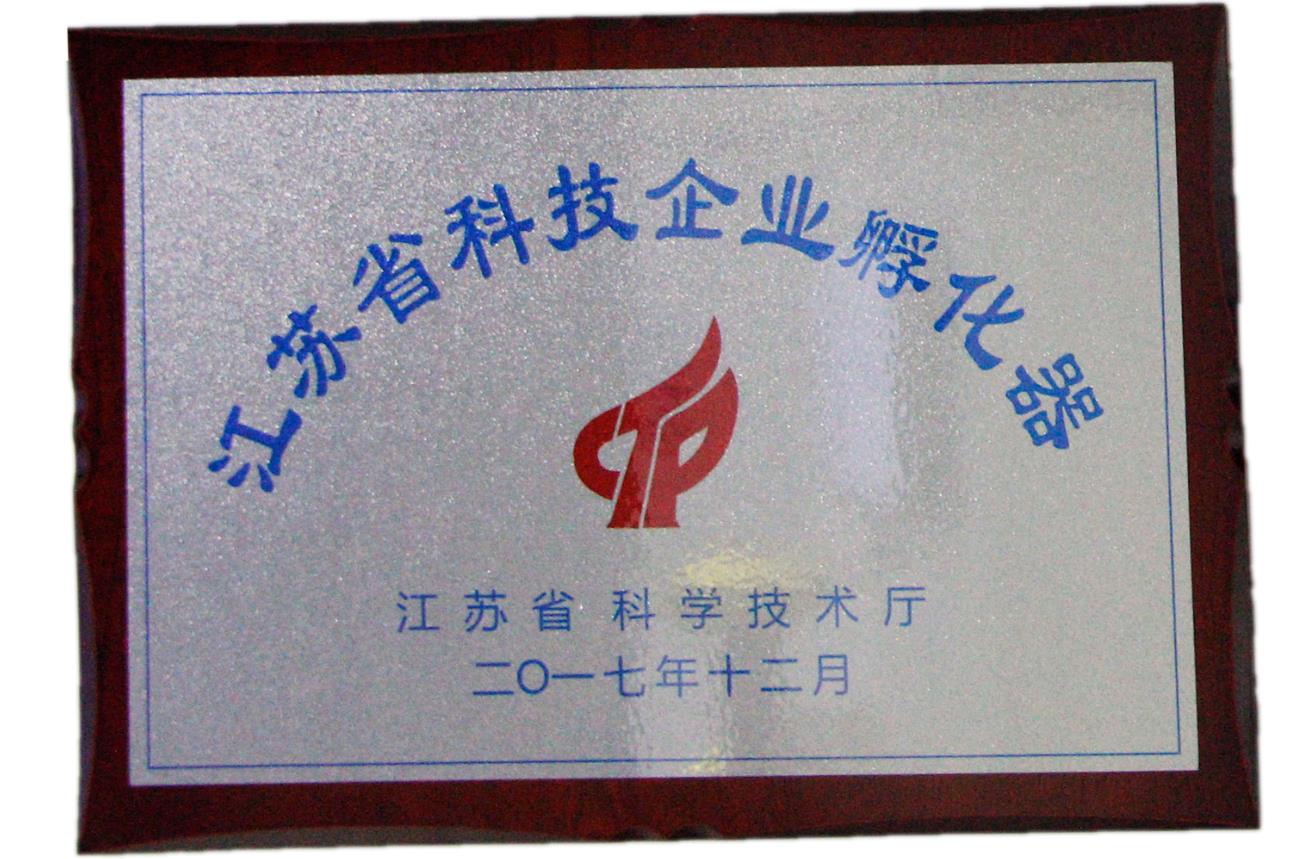 江苏省科技企业孵化器
江苏省科学技术厅
二O一七年十二月